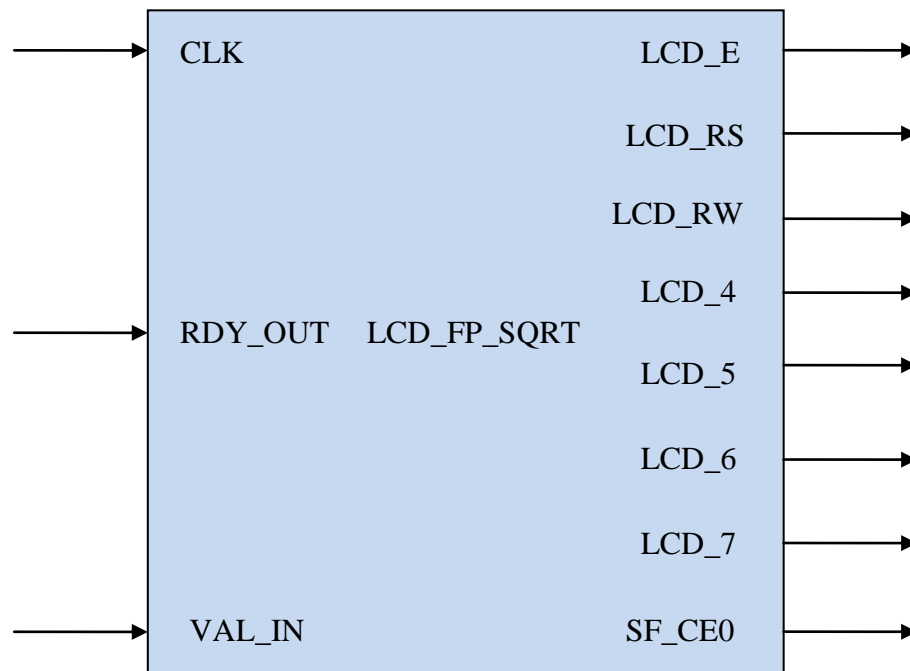 CLK
LCD_E
LCD_RS
LCD_RW
LCD_4
RDY_OUT LCD_FP_SQRT
LCD_5
LCD_6
LCD_7
VAL_IN
SF_CE0